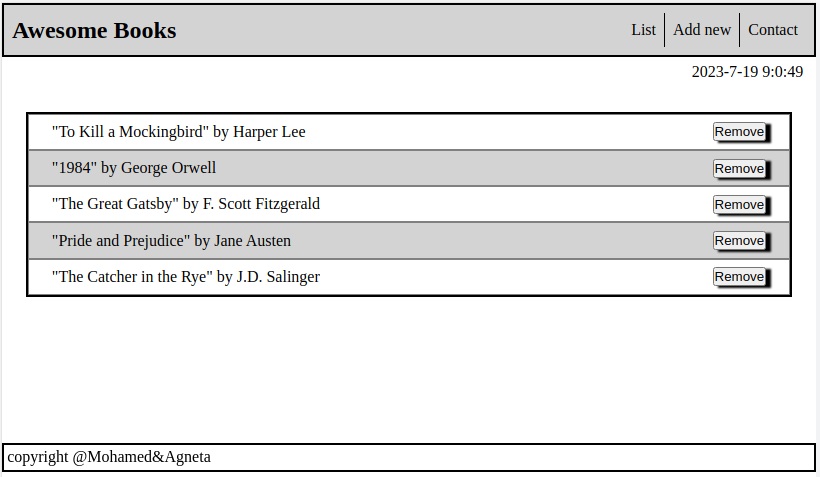 Awesome Books
List Add new Contact
2023-7-19 9:0:49
"To Kill a Mockingbird" by Harper Lee Remove
"1984" by George Orwell Remove
"The Great Gatsby" by F. Scott Fitzgerald Remove
"Pride and Prejudice" by Jane Austen Remove
"The Catcher in the Rye" by J.D. Salinger Remove
copyright @Mohamed&Agneta